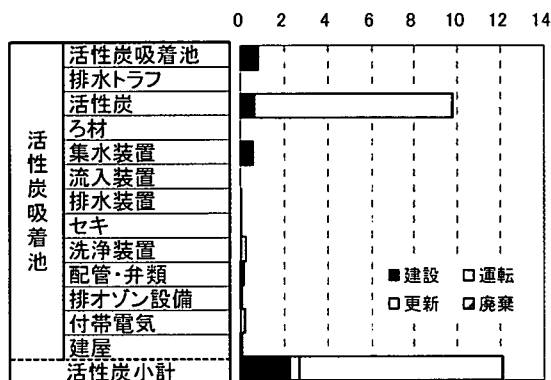 0 2 4 6 8 10 12 14
活性炭吸着池
活性炭吸着池
排水トラフ
活性炭
ろ材
集水装置
流入装置
排水装置
セキ
洗浄装置
配管・弁類
排オゾン設備
付帯電気
建屋
活性炭小計
■建設 □運転
□更新 □廃棄